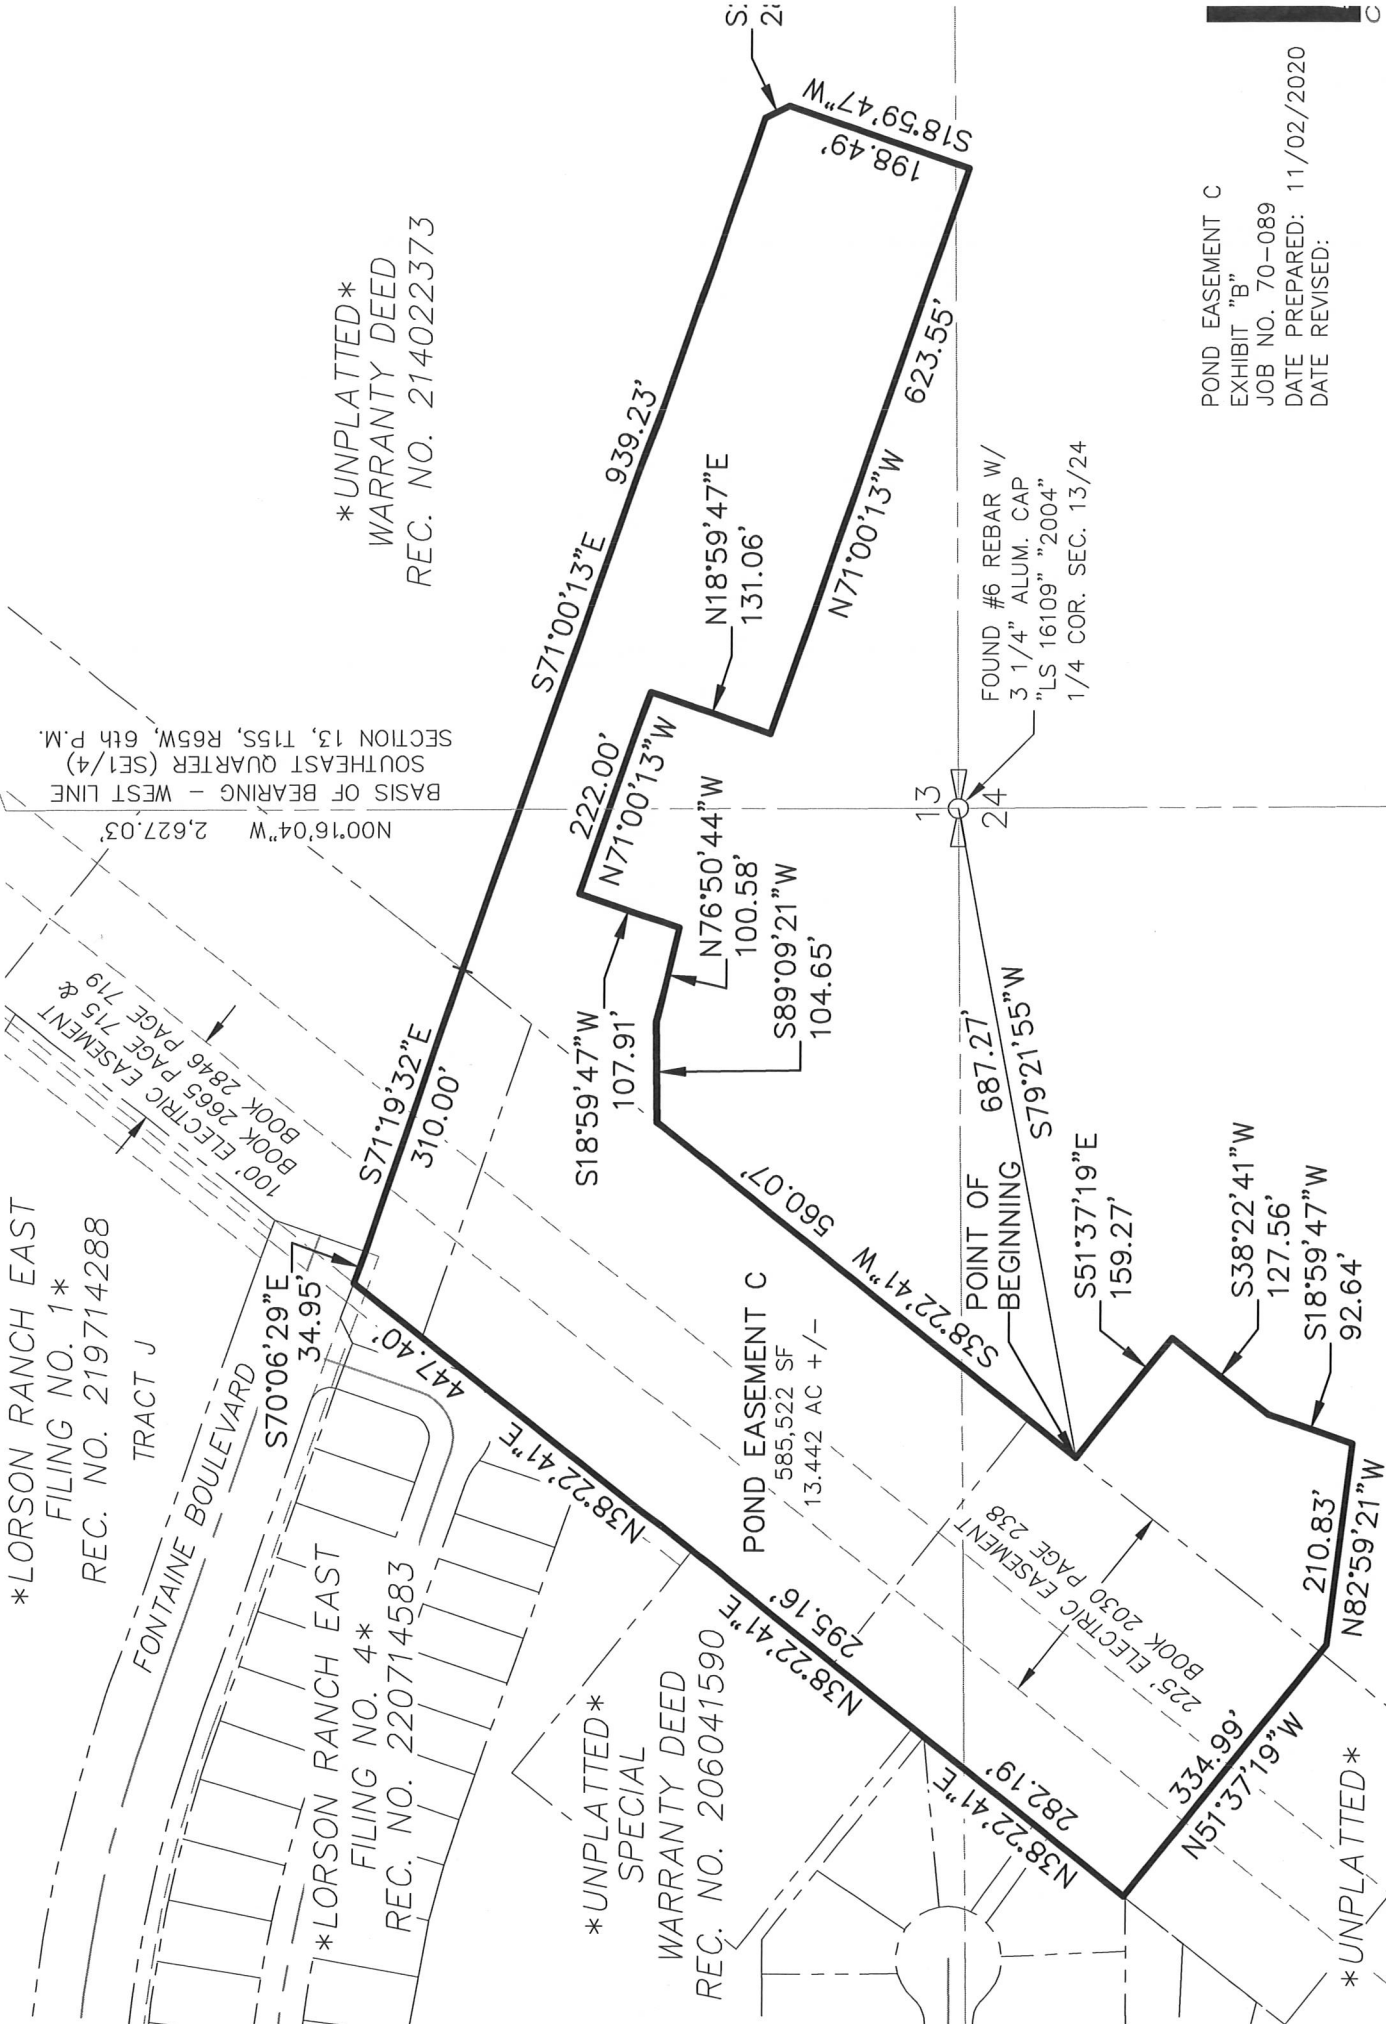 *LORSON RANCH EAST
FILING NO. 1*
REC. NO. 219714288
TRACT J
FONTAINE BOULEVARD
*LORSON RANCH EAST
FILING NO. 4*
REC. NO. 220714583
*UNPLATTED*
SPECIAL
WARRANTY DEED
REC. NO. 206041590
100' ELECTRIC EASEMENT
BOOK 2665 PAGE 715 &
BOOK 2846 PAGE 719
N00°16'04"W 2,627.03'
BASIS OF BEARING - WEST LINE
SOUTHEAST QUARTER (SE1/4)
SECTION 13, T15S, R65W, 6th P.M.
*UNPLATTED*
WARRANTY DEED
REC. NO. 214022373
S70°06'29"E
34.95'
S71°19'32"E
310.00'
S71°00'13"E
939.23'
S18°59'47"W
198.49'
N71°00'13"W
623.55'
N18°59'47"E
131.06'
222.00'
N71°00'13"W
S18°59'47"W
107.91'
N76°50'44"W
100.58'
S89°09'21"W
104.65'
S38°22'41"W 560.07'
POINT OF
BEGINNING
687.27'
S79°21'55"W
S51°37'19"E
159.27'
S38°22'41"W
127.56'
S18°59'47"W
92.64'
210.83'
N82°59'21"W
334.99'
N51°37'19"W
N38°22'41"E
282.19'
N38°22'41"E
295.16'
N38°22'41"E
447.40'
POND EASEMENT C
585,522 SF
13.442 AC +/-
225' ELECTRIC EASEMENT
BOOK 2030 PAGE 238
*UNPLATTED*
13
24
FOUND #6 REBAR W/
3 1/4" ALUM. CAP
"LS 16109" "2004"
1/4 COR. SEC. 13/24
POND EASEMENT C
EXHIBIT "B"
JOB NO. 70-089
DATE PREPARED: 11/02/2020
DATE REVISED: